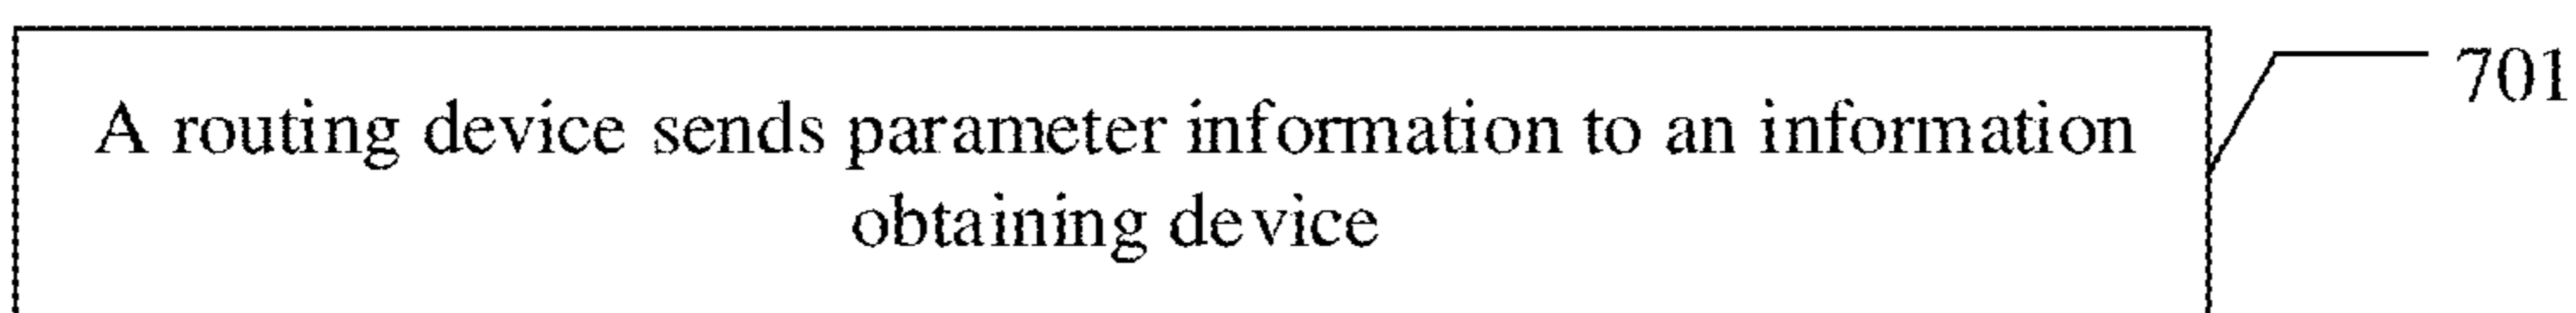 701
A routing device sends parameter information to an information
obtaining device